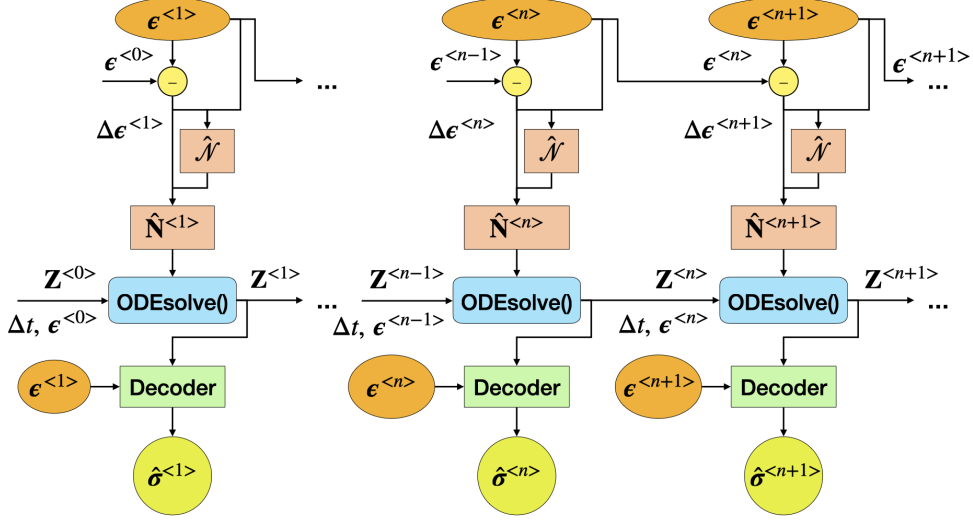 ϵ<1> ϵ<n> ϵ<n+1>
ϵ<0> ϵ<n−1> ϵ<n> ϵ<n+1>
− ... − − ...
Δϵ<1> Δϵ<n> Δϵ<n+1>
𝒩̂ 𝒩̂ 𝒩̂
N̂<1> N̂<n> N̂<n+1>
Z<0> Z<1> Z<n−1> Z<n> Z<n+1>
ODEsolve() ... ODEsolve() ODEsolve() ...
Δt, ϵ<0> Δt, ϵ<n−1> Δt, ϵ<n>
ϵ<1> Decoder ϵ<n> Decoder ϵ<n+1> Decoder
σ̂<1> σ̂<n> σ̂<n+1>